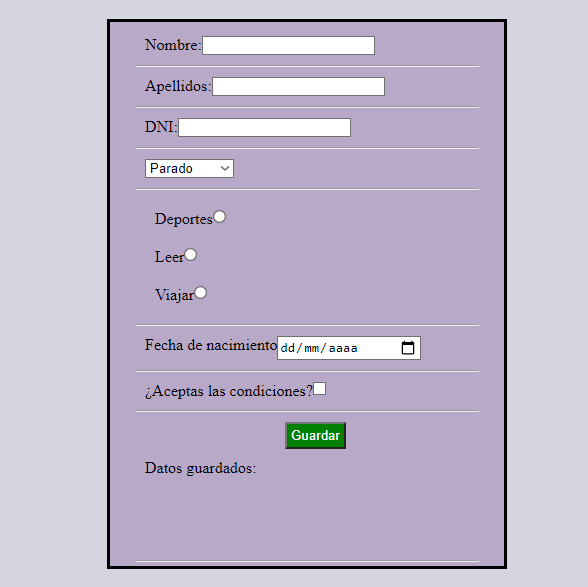 Nombre:
Apellidos:
DNI:
Parado
Deportes
Leer
Viajar
Fecha de nacimiento dd/mm/aaaa
¿Aceptas las condiciones?
Guardar
Datos guardados: